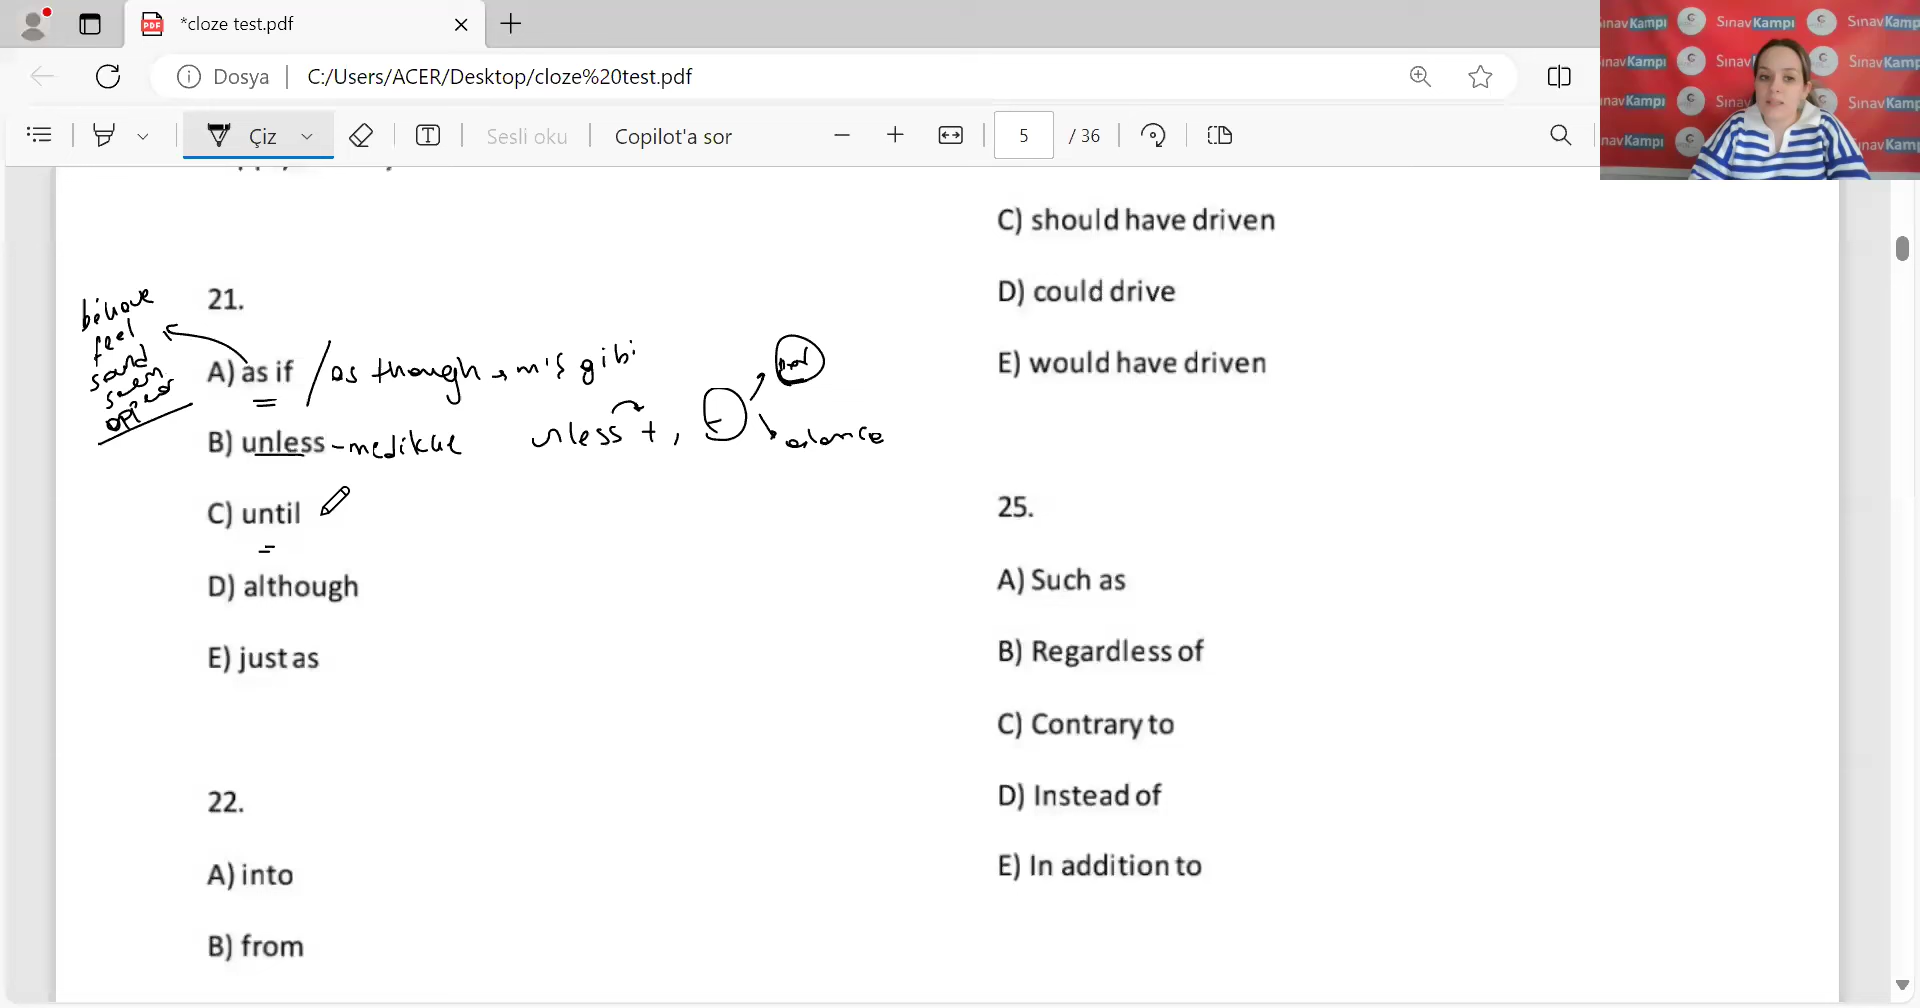 *cloze test.pdf
Dosya
C:/Users/ACER/Desktop/cloze%20test.pdf
Çiz
Sesli oku
Copilot'a sor
5
/ 36
SınavKampı
21.
behave
feel
sound
seem
appear
A) as if / as though → mış gibi
B) unless -medikçe
unless +,
C) until
D) although
E) just as
22.
A) into
B) from
C) should have driven
D) could drive
E) would have driven
25.
A) Such as
B) Regardless of
C) Contrary to
D) Instead of
E) In addition to